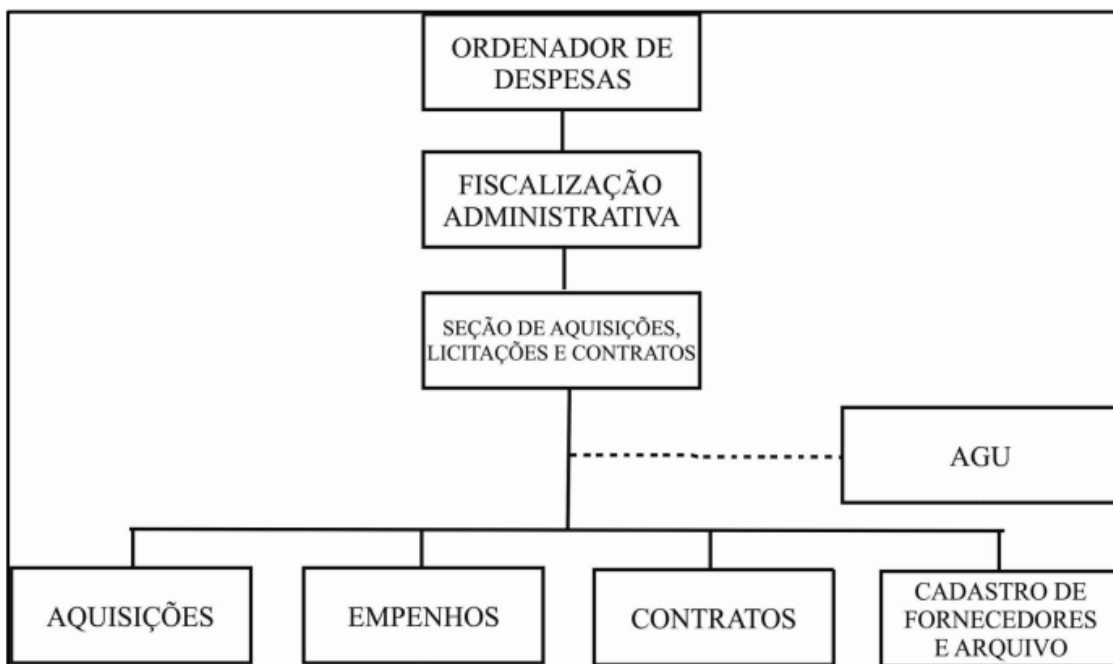 ORDENADOR DE
DESPESAS
FISCALIZAÇÃO
ADMINISTRATIVA
SEÇÃO DE AQUISIÇÕES,
LICITAÇÕES E CONTRATOS
AGU
AQUISIÇÕES
EMPENHOS
CONTRATOS
CADASTRO DE
FORNECEDORES
E ARQUIVO